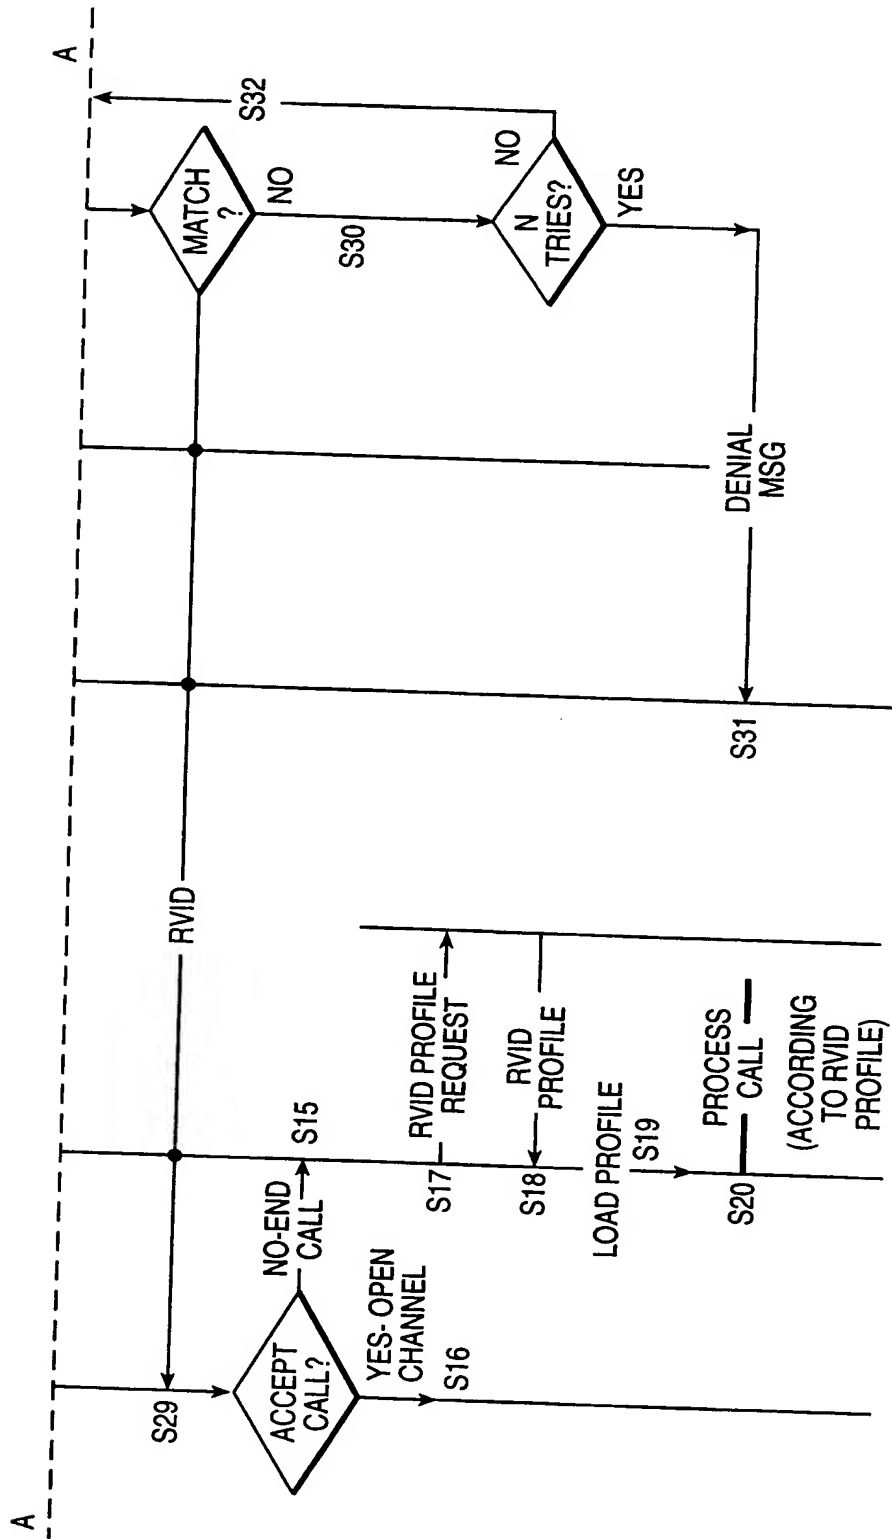 A
A
S29
ACCEPT
CALL?
NO-END
CALL
S15
YES- OPEN
CHANNEL
S16
RVID
S17
RVID PROFILE
REQUEST
S18
RVID
PROFILE
LOAD PROFILE
S19
S20
PROCESS
CALL
(ACCORDING
TO RVID
PROFILE)
MATCH
?
NO
S30
S32
N
TRIES?
NO
YES
DENIAL
MSG
S31